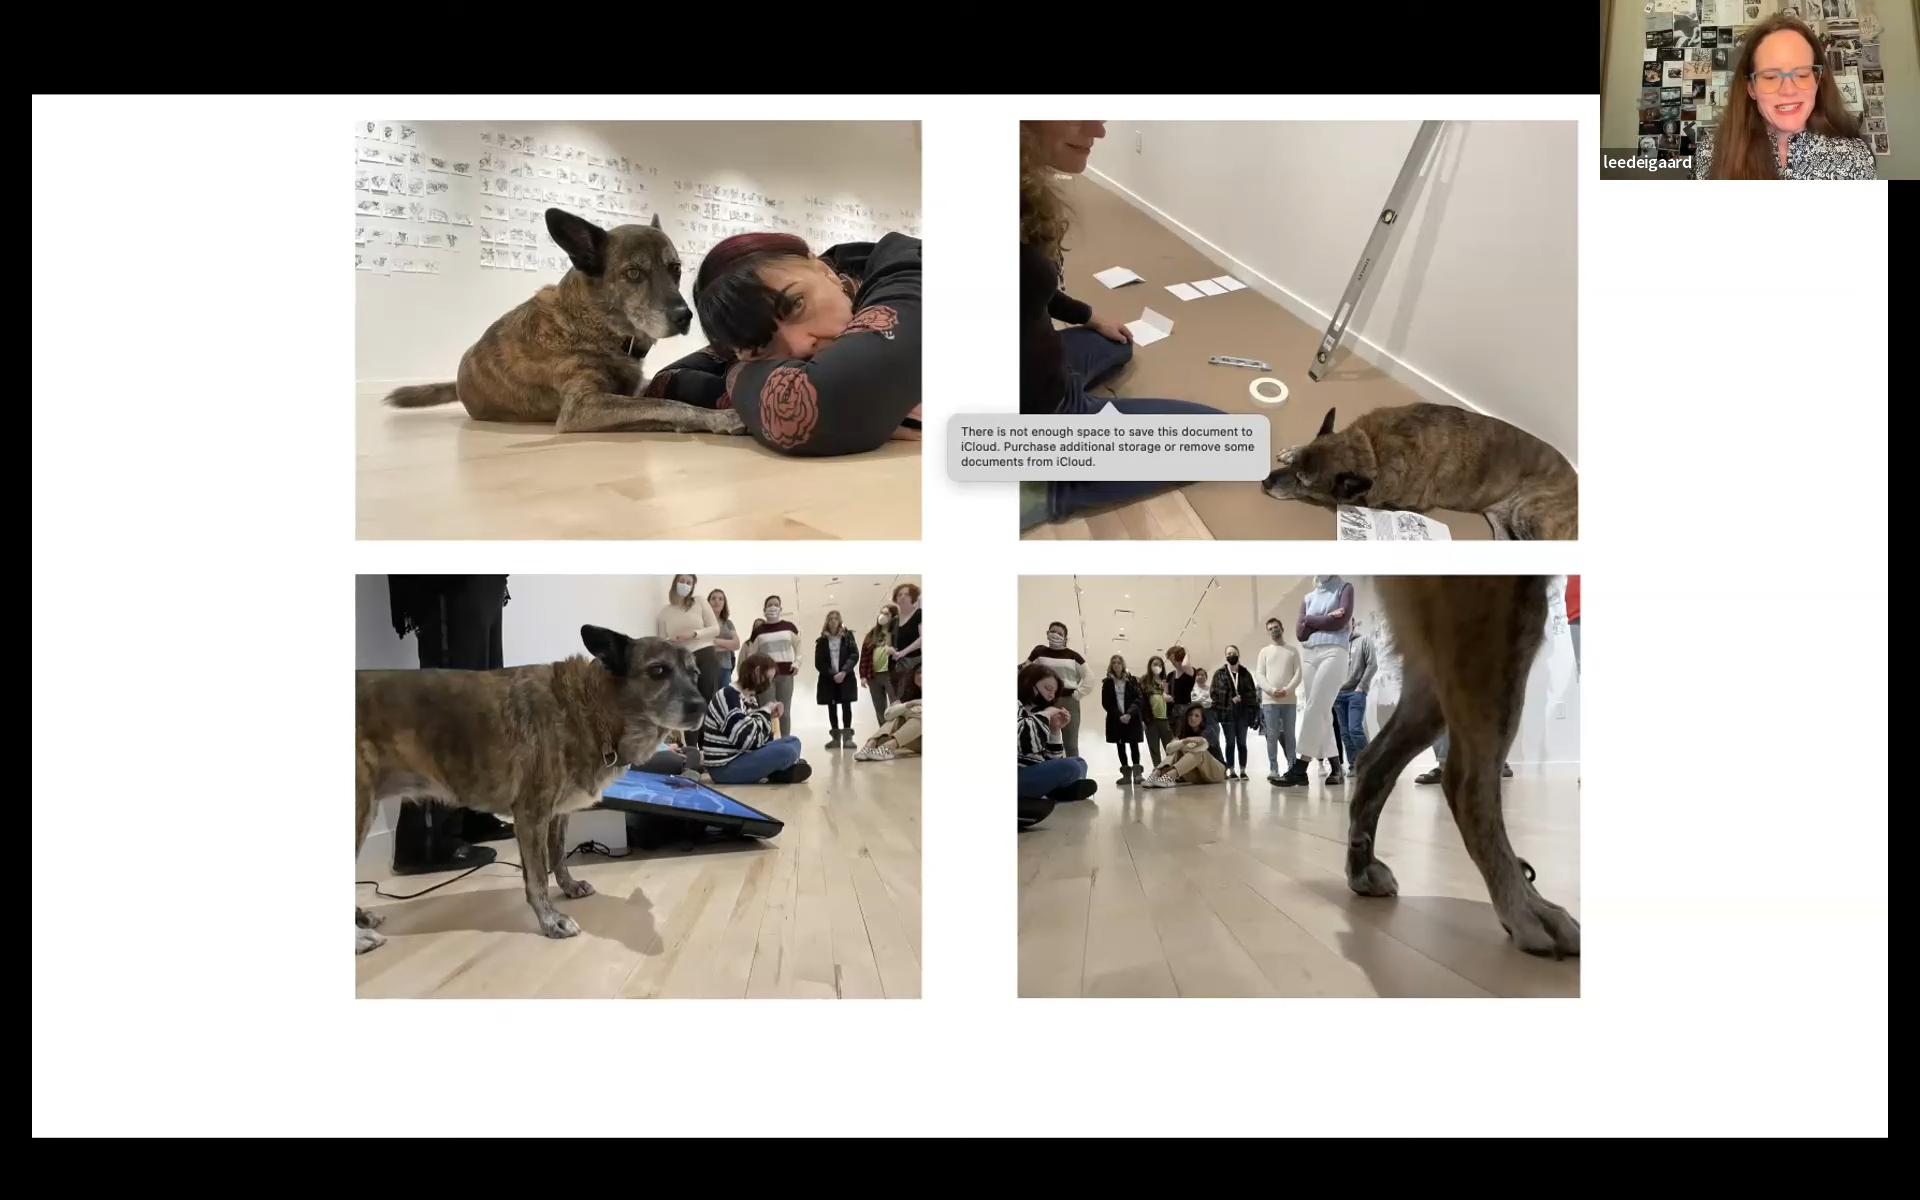 leedeigaard
There is not enough space to save this document to
iCloud. Purchase additional storage or remove some
documents from iCloud.